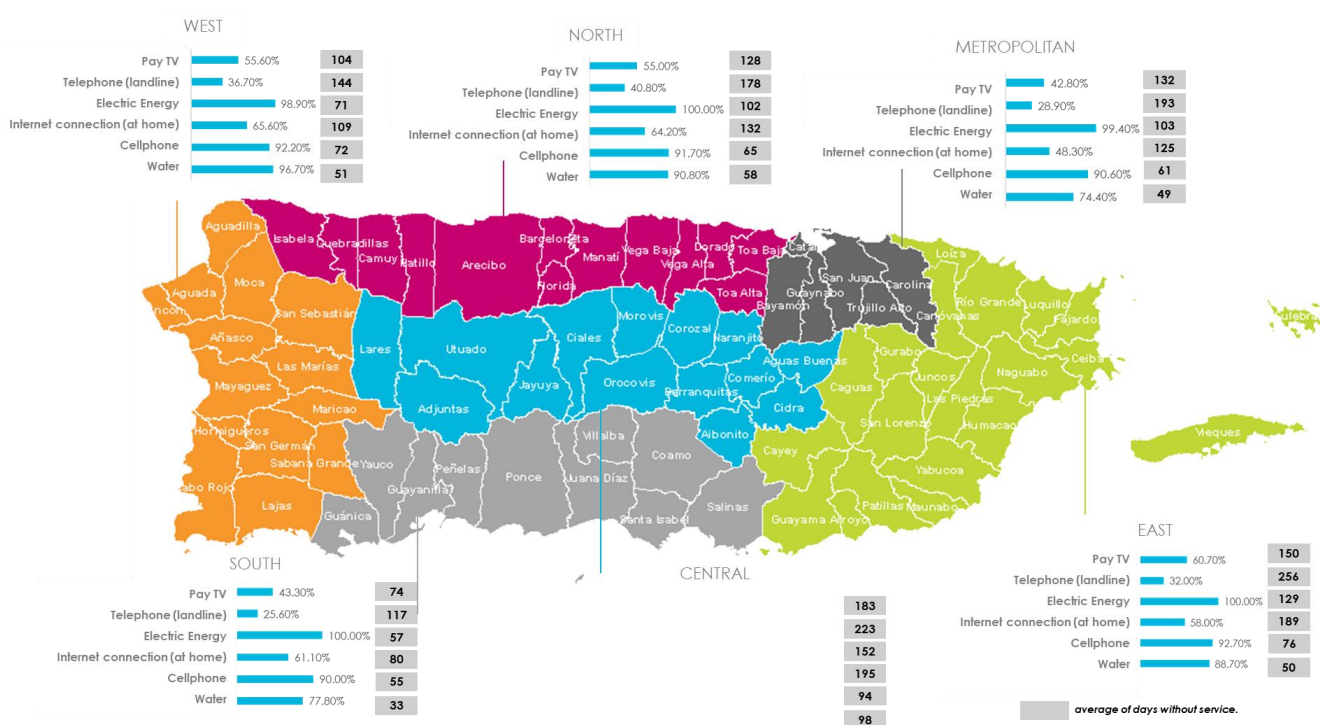 WEST
Pay TV 55.60% 104
Telephone (landline) 36.70% 144
Electric Energy 98.90% 71
Internet connection (at home) 65.60% 109
Cellphone 92.20% 72
Water 96.70% 51
NORTH
Pay TV 55.00% 128
Telephone (landline) 40.80% 178
Electric Energy 100.00% 102
Internet connection (at home) 64.20% 132
Cellphone 91.70% 65
Water 90.80% 58
METROPOLITAN
Pay TV 42.80% 132
Telephone (landline) 28.90% 193
Electric Energy 99.40% 103
Internet connection (at home) 48.30% 125
Cellphone 90.60% 61
Water 74.40% 49
Aguadilla
Isabela
Quebradillas
Camuy
Hatillo
Arecibo
Barceloneta
Florida
Manatí
Vega Baja
Vega Alta
Dorado
Toa Baja
Toa Alta
Bayamón
Guaynabo
San Juan
Trujillo Alto
Carolina
Loíza
Canóvanas
Río Grande
Luquillo
Fajardo
Culebra
Ceiba
Moca
Aguada
San Sebastián
Añasco
Las Marías
Mayaguez
Maricao
Hormigueros
San Germán
Sabana Grande
Lajas
Lares
Utuado
Adjuntas
Jayuya
Ciales
Morovis
Orocovis
Corozal
Naranjito
Barranquitas
Comerío
Aguas Buenas
Cidra
Aibonito
Gurabo
Caguas
Juncos
Las Piedras
Naguabo
San Lorenzo
Humacao
Cayey
Yabucoa
Guayama
Arroyo
Patillas
Maunabo
Vieques
Yauco
Guánica
Guayanilla
Peñelas
Ponce
Villalba
Juana Díaz
Coamo
Santa Isabel
Salinas
SOUTH
Pay TV 43.30% 74
Telephone (landline) 25.60% 117
Electric Energy 100.00% 57
Internet connection (at home) 61.10% 80
Cellphone 90.00% 55
Water 77.80% 33
CENTRAL
183
223
152
195
94
98
EAST
Pay TV 60.70% 150
Telephone (landline) 32.00% 256
Electric Energy 100.00% 129
Internet connection (at home) 58.00% 189
Cellphone 92.70% 76
Water 88.70% 50
average of days without service.